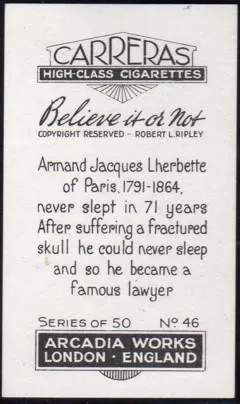 CARRERAS
HIGH-CLASS CIGARETTES
Believe it or Not
COPYRIGHT RESERVED - ROBERT L. RIPLEY
Armand Jacques Lherbette
of Paris, 1791-1864,
never slept in 71 years
After suffering a fractured
skull he could never sleep
and so he became a
famous lawyer
SERIES OF 50 No 46
ARCADIA WORKS
LONDON · ENGLAND